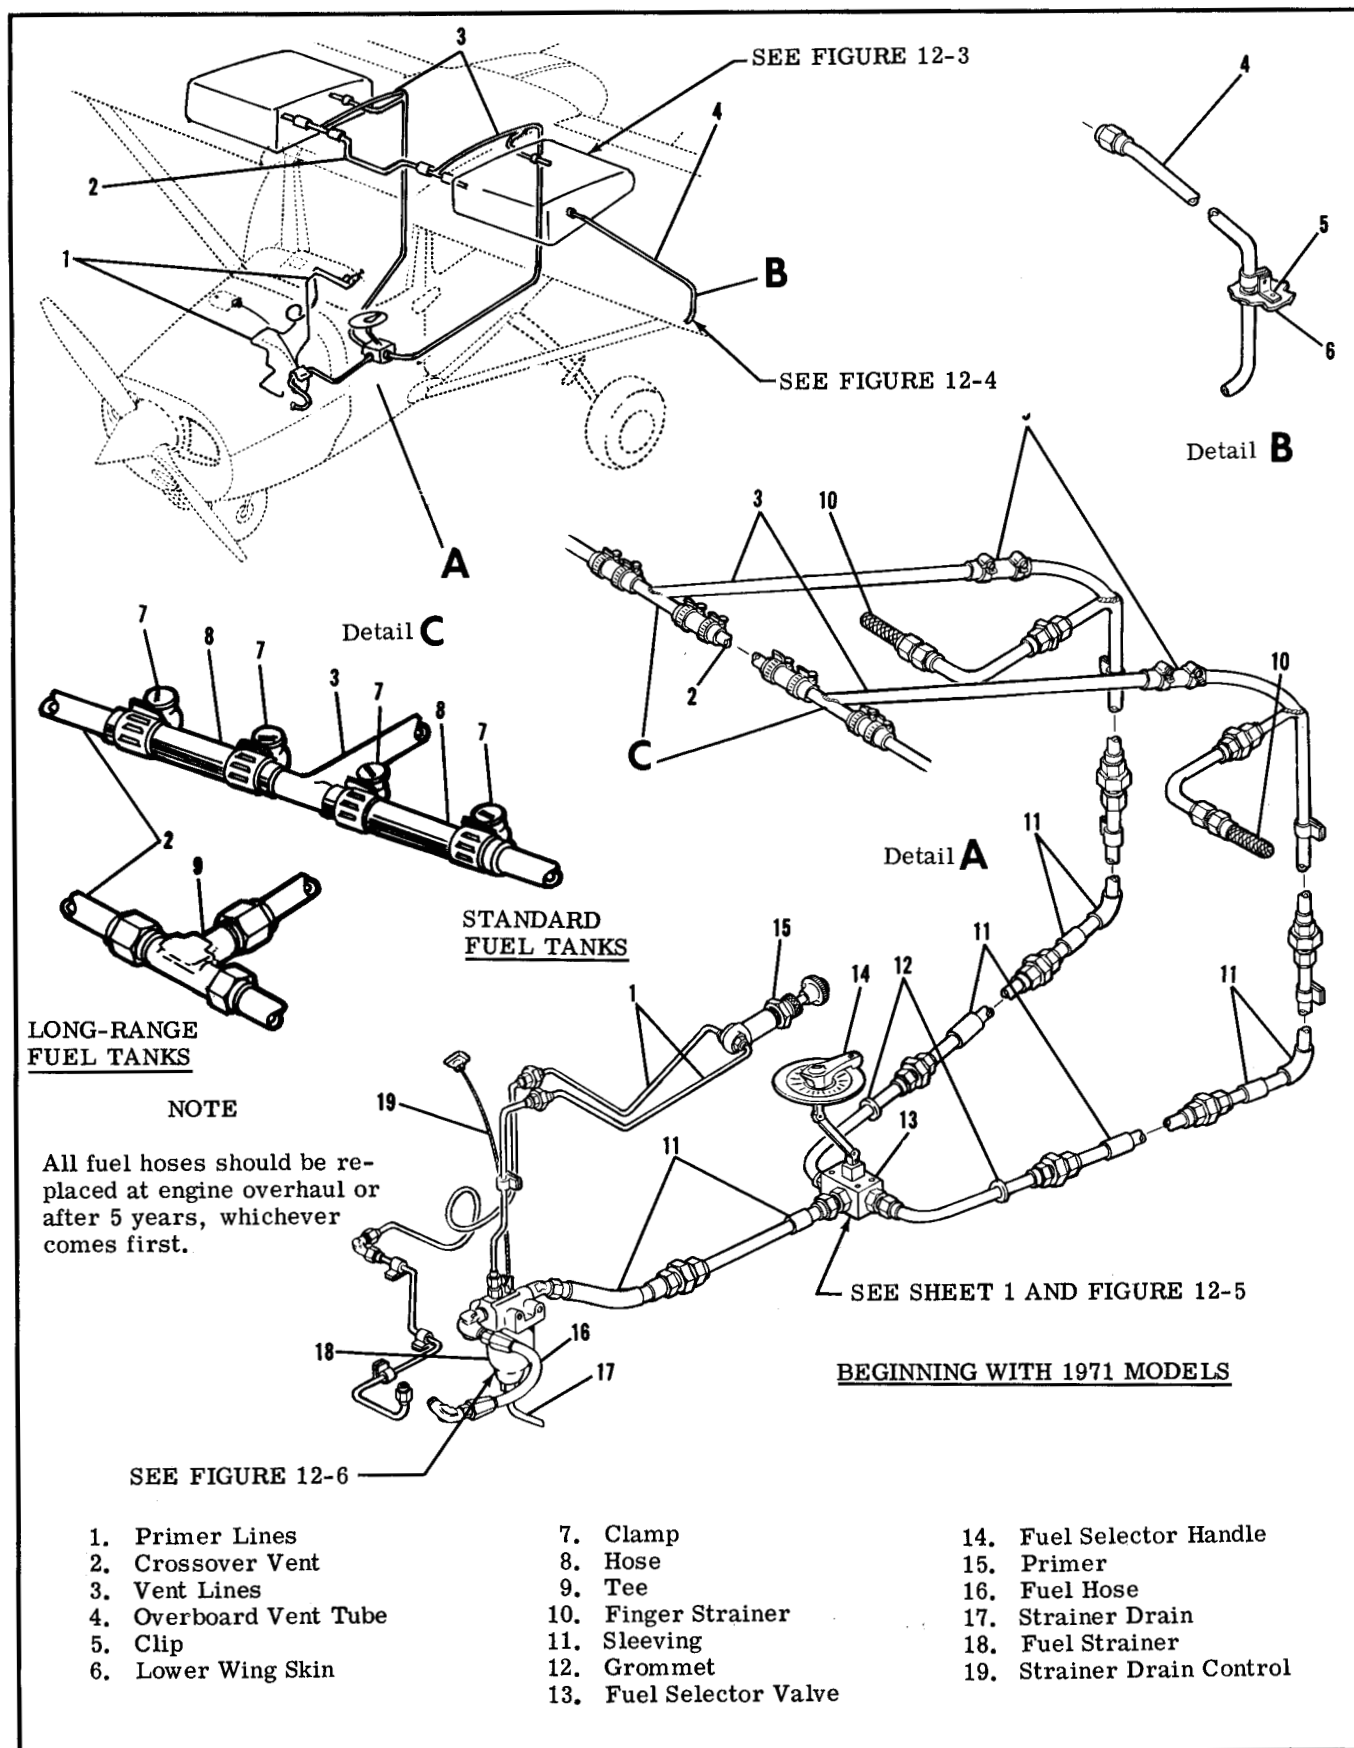 3
SEE FIGURE 12-3
4
4
2
5
1
B
6
SEE FIGURE 12-4
Detail B
A
3
10
7
8
Detail C
7
3
7
8
7
2
10
C
2
9
Detail A
11
11
12
11
STANDARD
FUEL TANKS
15
14
1
LONG-RANGE
FUEL TANKS
19
13
11
NOTE
All fuel hoses should be re-
placed at engine overhaul or
after 5 years, whichever
comes first.
SEE SHEET 1 AND FIGURE 12-5
16
18
17
BEGINNING WITH 1971 MODELS
SEE FIGURE 12-6
1. Primer Lines
2. Crossover Vent
3. Vent Lines
4. Overboard Vent Tube
5. Clip
6. Lower Wing Skin
7. Clamp
8. Hose
9. Tee
10. Finger Strainer
11. Sleeving
12. Grommet
13. Fuel Selector Valve
14. Fuel Selector Handle
15. Primer
16. Fuel Hose
17. Strainer Drain
18. Fuel Strainer
19. Strainer Drain Control